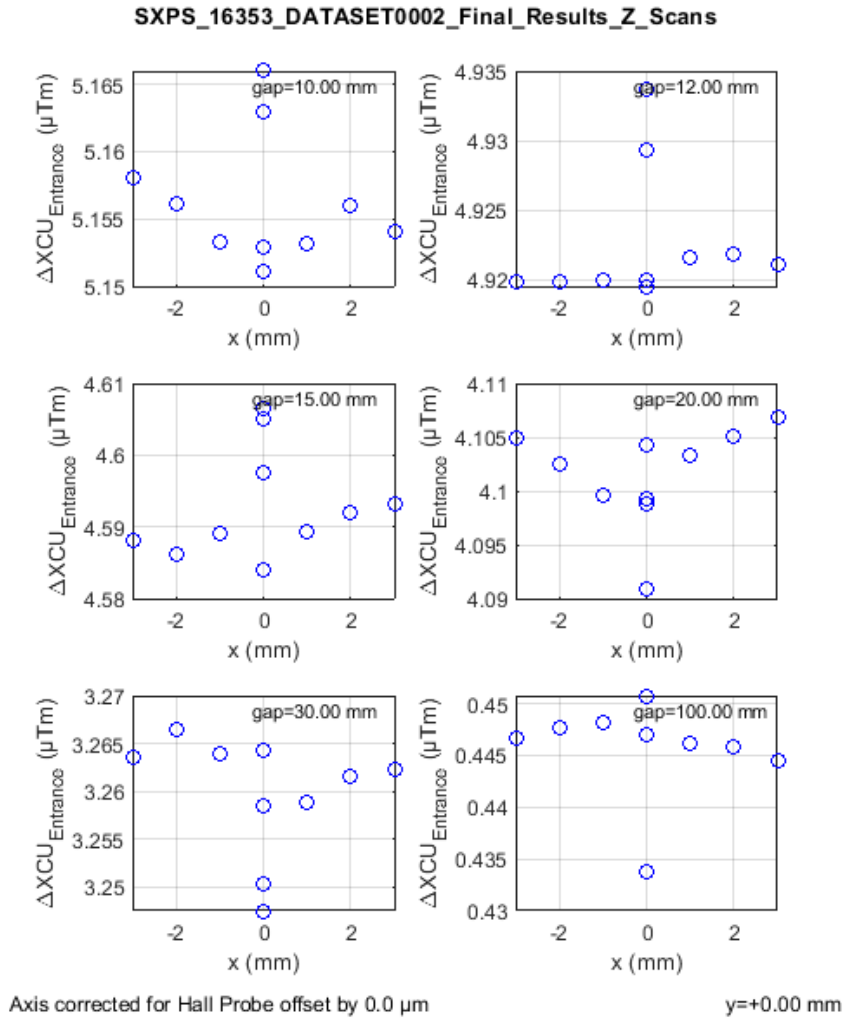 SXPS_16353_DATASET0002_Final_Results_Z_Scans
gap=10.00 mm
ΔXCU_Entrance (µTm)
5.165
5.16
5.155
5.15
-2 0 2
x (mm)
gap=12.00 mm
ΔXCU_Entrance (µTm)
4.935
4.93
4.925
4.92
-2 0 2
x (mm)
gap=15.00 mm
ΔXCU_Entrance (µTm)
4.61
4.6
4.59
4.58
-2 0 2
x (mm)
gap=20.00 mm
ΔXCU_Entrance (µTm)
4.11
4.105
4.1
4.095
4.09
-2 0 2
x (mm)
gap=30.00 mm
ΔXCU_Entrance (µTm)
3.27
3.265
3.26
3.255
3.25
-2 0 2
x (mm)
gap=100.00 mm
ΔXCU_Entrance (µTm)
0.45
0.445
0.44
0.435
0.43
-2 0 2
x (mm)
Axis corrected for Hall Probe offset by 0.0 µm
y=+0.00 mm